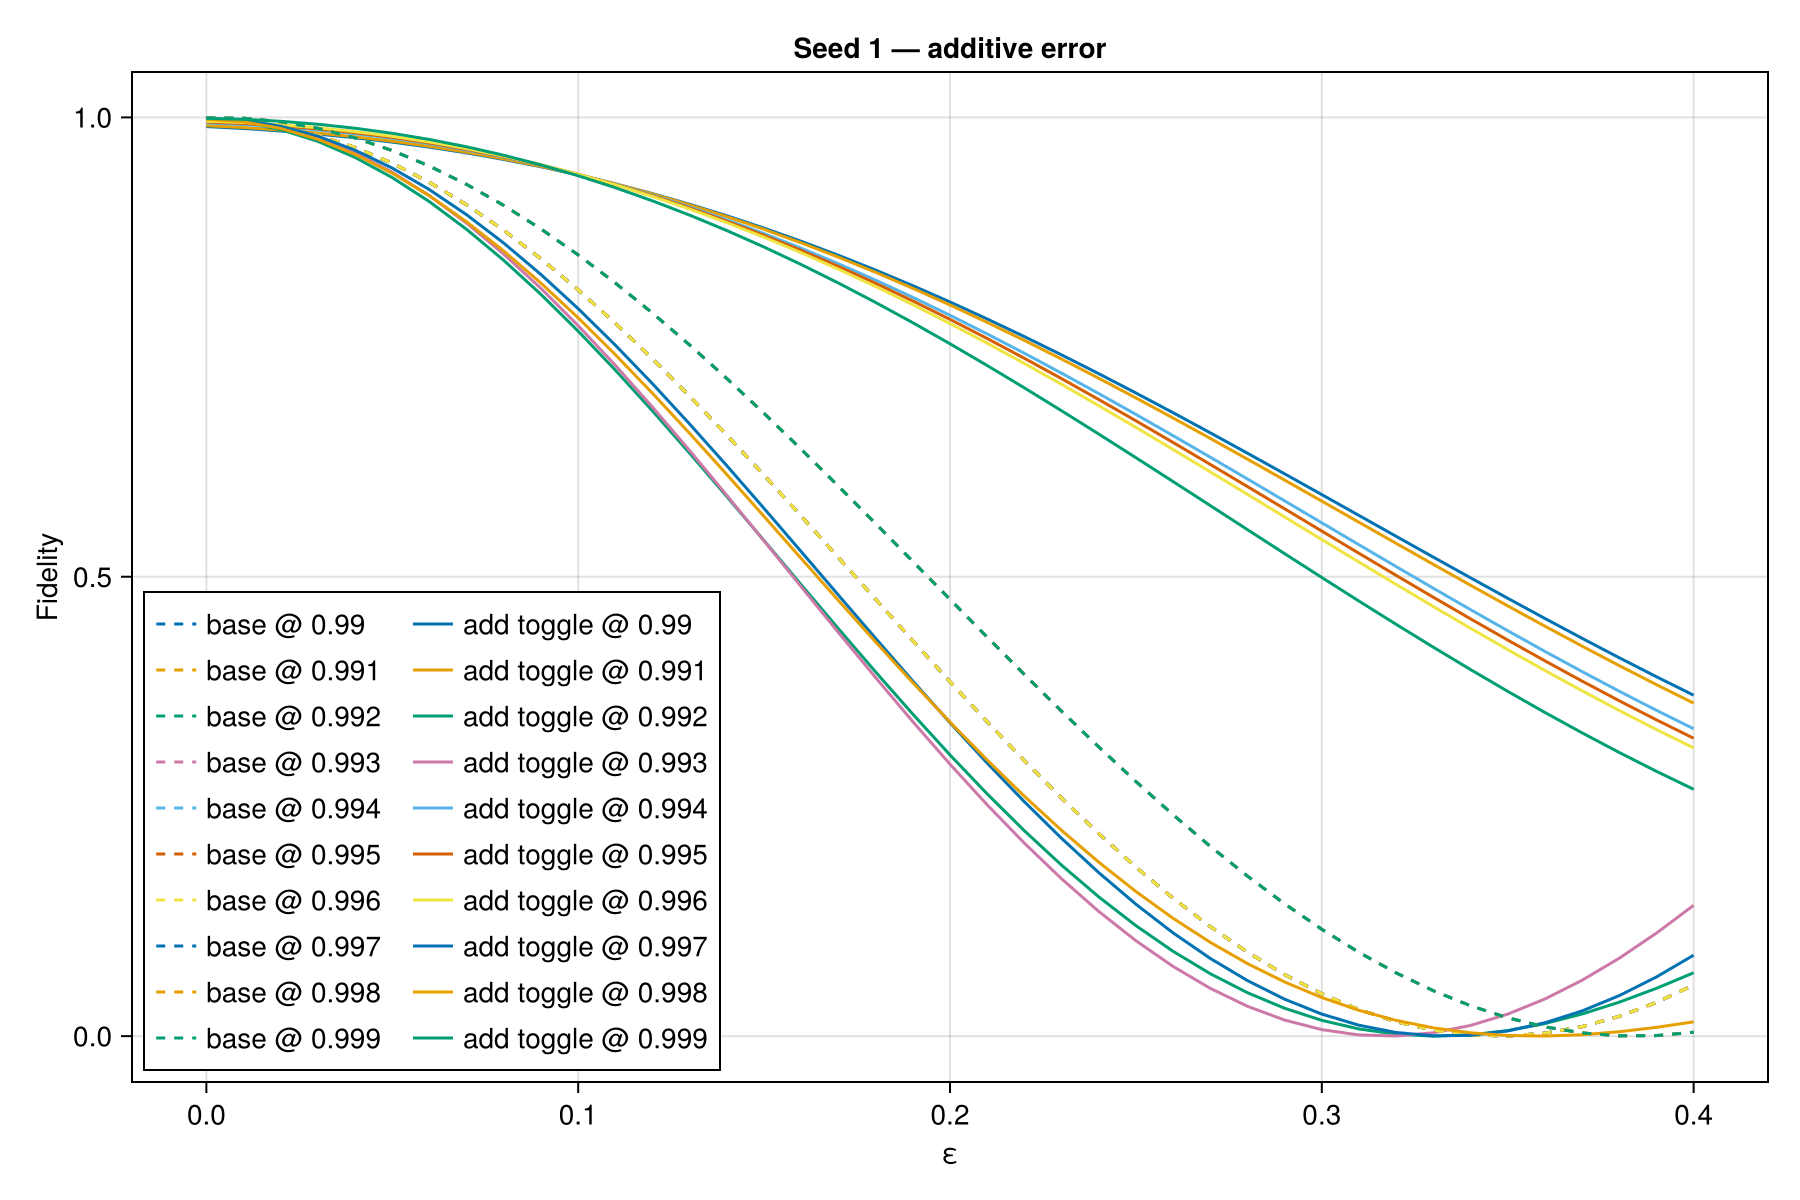 Seed 1 — additive error
Fidelity
1.0
0.5
0.0
base @ 0.99 add toggle @ 0.99
base @ 0.991 add toggle @ 0.991
base @ 0.992 add toggle @ 0.992
base @ 0.993 add toggle @ 0.993
base @ 0.994 add toggle @ 0.994
base @ 0.995 add toggle @ 0.995
base @ 0.996 add toggle @ 0.996
base @ 0.997 add toggle @ 0.997
base @ 0.998 add toggle @ 0.998
base @ 0.999 add toggle @ 0.999
0.0 0.1 0.2 0.3 0.4
ε